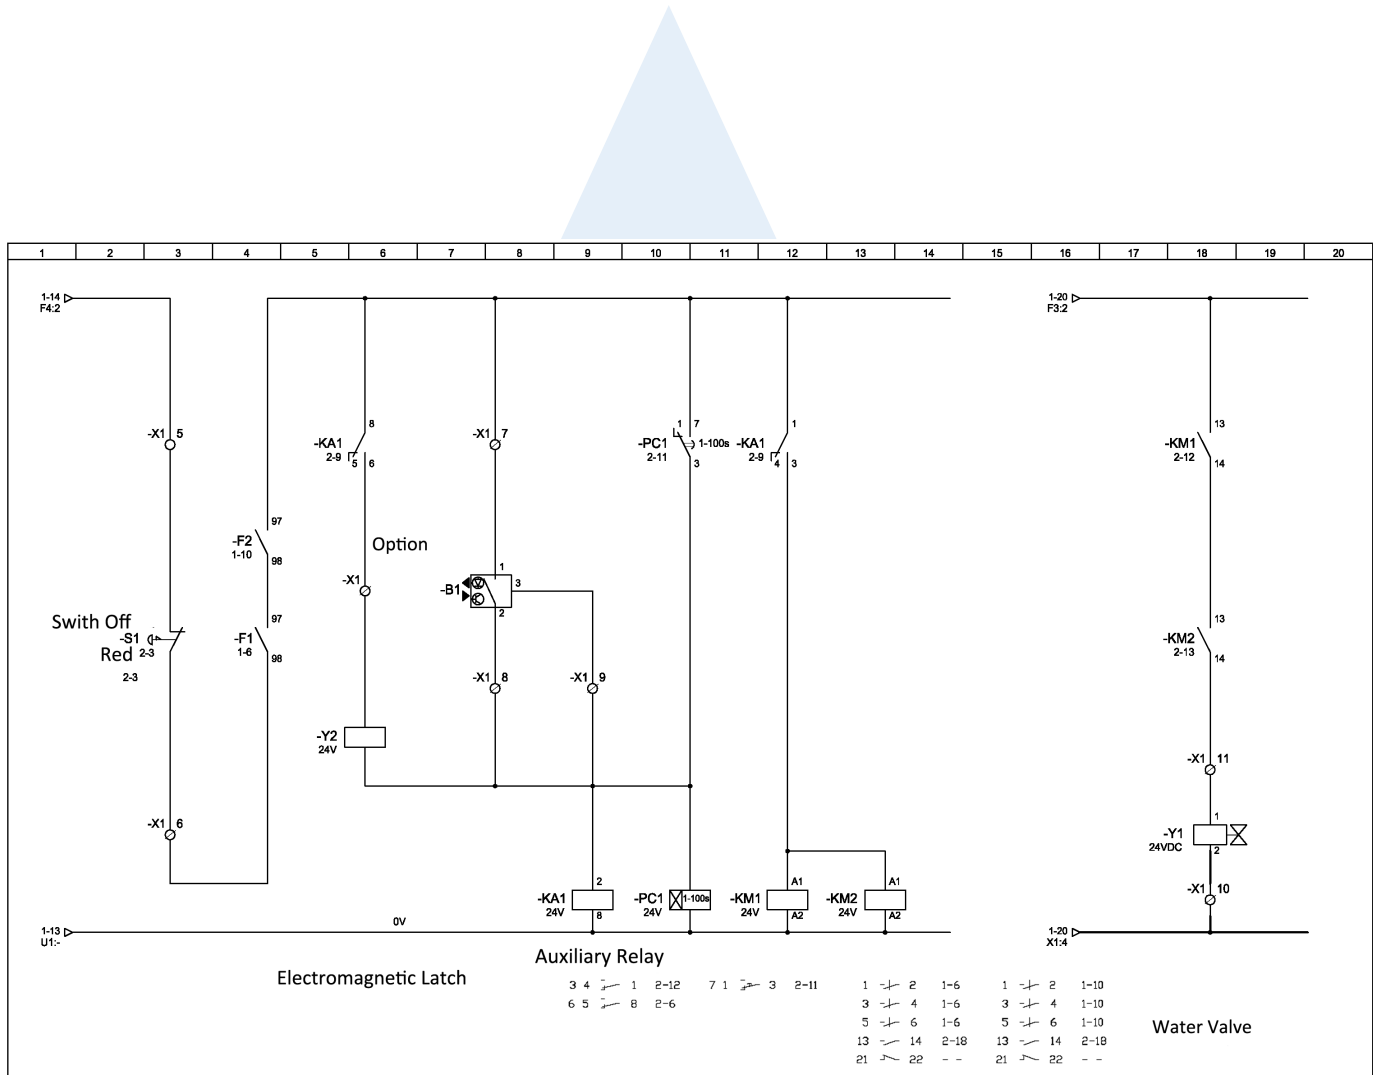 1 2 3 4 5 6 7 8 9 10 11 12 13 14 15 16 17 18 19 20
1-14
F4:2
1-20
F3:2
8
1 7
1
13
-X1 5
-KA1
2-9
5 6
-X1 7
-PC1
2-11
1-100s
3
-KA1
2-9
4 3
-KM1
2-12
14
97
-F2
1-10
98
Option
-X1
1
-B1
3
2
Swith Off
Red
-S1
2-3
2-3
97
-F1
1-6
98
13
-KM2
2-13
14
-X1 8
-X1 9
-Y2
24V
-X1 11
-X1 6
1
-Y1
24VDC
2
-X1 10
2
-KA1
24V
8
-PC1
24V
1-100s
A1
-KM1
24V
A2
A1
-KM2
24V
A2
0V
1-13
U1:-
1-20
X1:4
Electromagnetic Latch
Auxiliary Relay
3 4 1 2-12 7 1 3 2-11 1 2 1-6 1 2 1-10
6 5 8 2-6 3 4 1-6 3 4 1-10
5 6 1-6 5 6 1-10
13 14 2-18 13 14 2-18
21 22 - - 21 22 - -
Water Valve